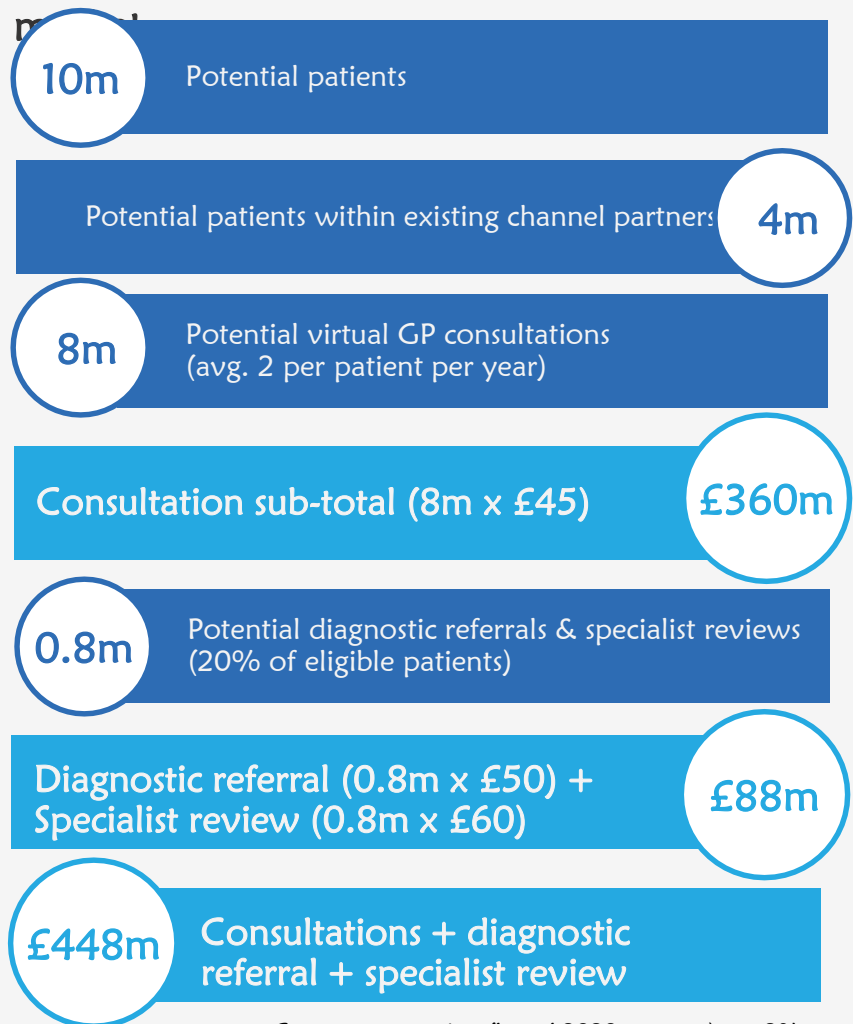 10m
Potential patients
Potential patients within existing channel partners
4m
8m
Potential virtual GP consultations
(avg. 2 per patient per year)
Consultation sub-total (8m x £45)
£360m
0.8m
Potential diagnostic referrals & specialist reviews
(20% of eligible patients)
Diagnostic referral (0.8m x £50) +
Specialist review (0.8m x £60)
£88m
£448m
Consultations + diagnostic
referral + specialist review